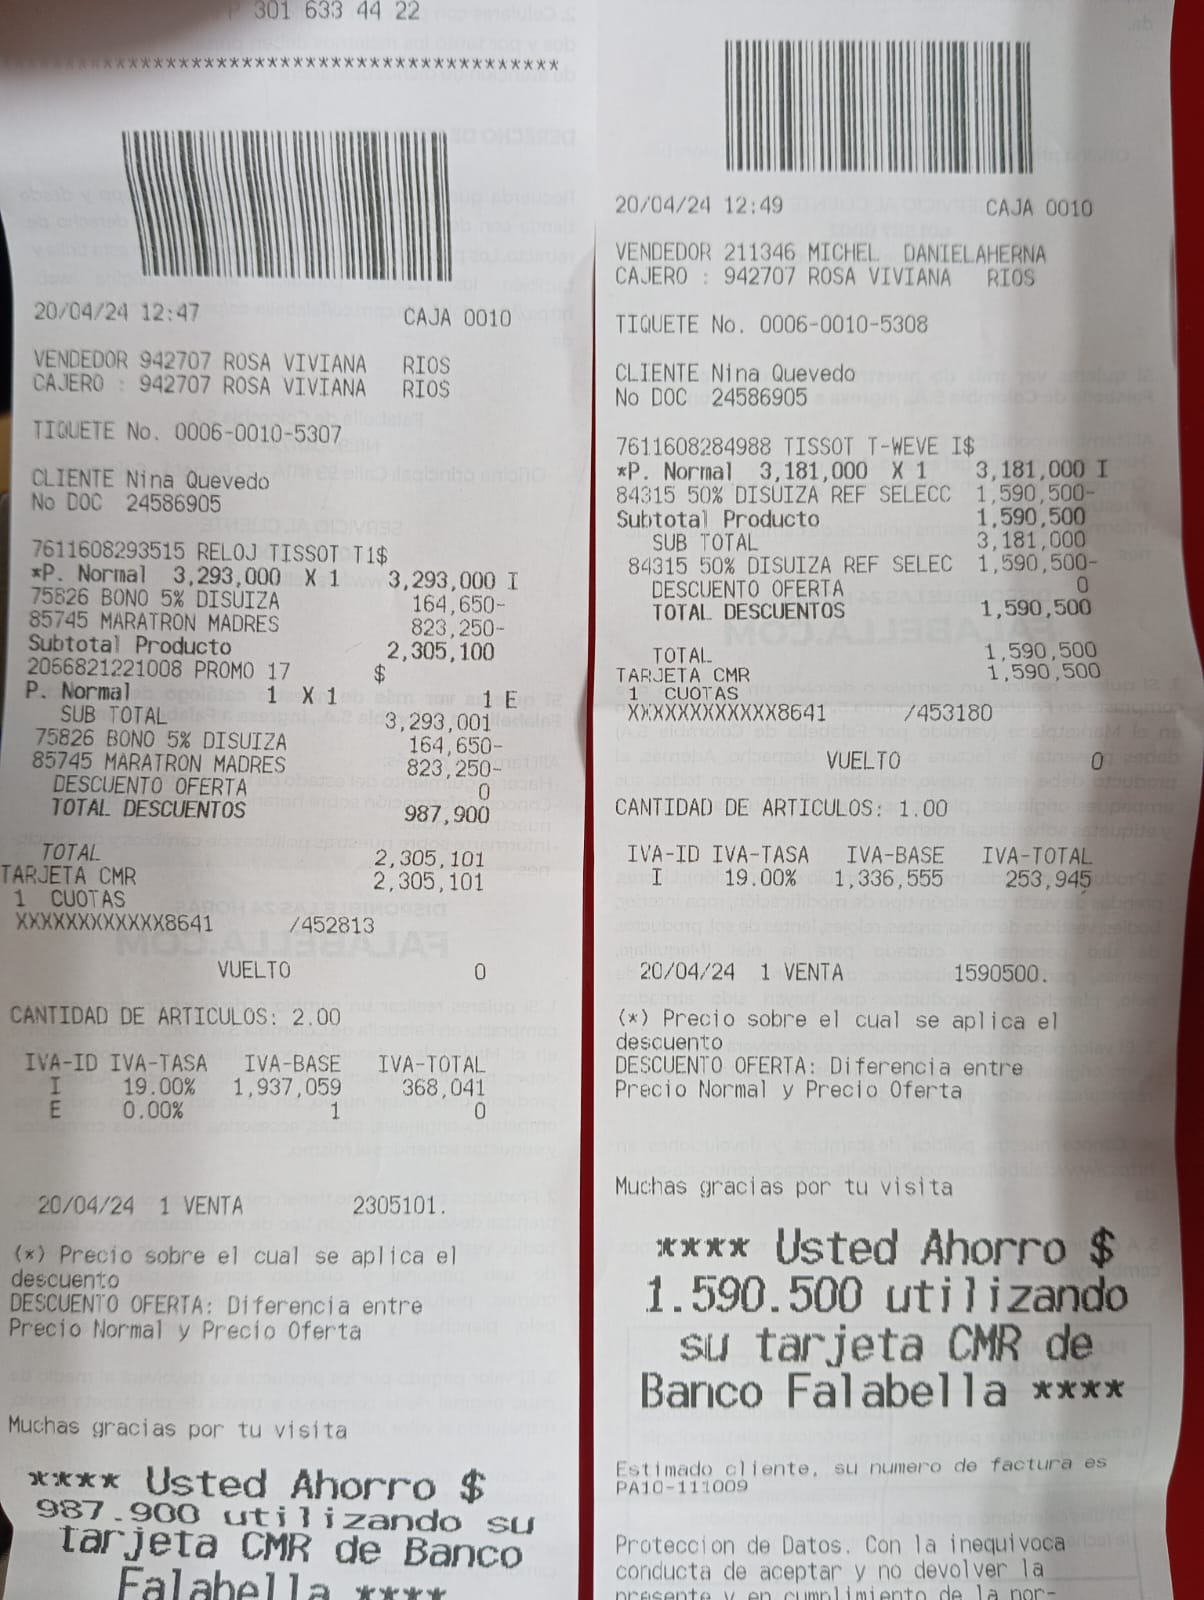 P 301 633 44 22
*********************************************
20/04/24 12:47 CAJA 0010
VENDEDOR 942707 ROSA VIVIANA RIOS
CAJERO : 942707 ROSA VIVIANA RIOS
TIQUETE No. 0006-0010-5307
CLIENTE Nina Quevedo
No DOC 24586905
7611608293515 RELOJ TISSOT T1$
*P. Normal 3,293,000 X 1 3,293,000 I
75826 BONO 5% DISUIZA 164,650-
85745 MARATRON MADRES 823,250-
Subtotal Producto 2,305,100
2066821221008 PROMO 17 $
P. Normal 1 X 1 1 E
SUB TOTAL 3,293,001
75826 BONO 5% DISUIZA 164,650-
85745 MARATRON MADRES 823,250-
DESCUENTO OFERTA 0
TOTAL DESCUENTOS 987,900
TOTAL 2,305,101
TARJETA CMR 2,305,101
1 CUOTAS
XXXXXXXXXXXX8641 /452813
VUELTO 0
CANTIDAD DE ARTICULOS: 2.00
IVA-ID IVA-TASA IVA-BASE IVA-TOTAL
I 19.00% 1,937,059 368,041
E 0.00% 1 0
20/04/24 1 VENTA 2305101.
(*) Precio sobre el cual se aplica el
descuento
DESCUENTO OFERTA: Diferencia entre
Precio Normal y Precio Oferta
Muchas gracias por tu visita
**** Usted Ahorro $
987.900 utilizando su
tarjeta CMR de Banco
Falabella ****
20/04/24 12:49 CAJA 0010
VENDEDOR 211346 MICHEL DANIELAHERNA
CAJERO : 942707 ROSA VIVIANA RIOS
TIQUETE No. 0006-0010-5308
CLIENTE Nina Quevedo
No DOC 24586905
7611608284988 TISSOT T-WEVE I$
*P. Normal 3,181,000 X 1 3,181,000 I
84315 50% DISUIZA REF SELECC 1,590,500-
Subtotal Producto 1,590,500
SUB TOTAL 3,181,000
84315 50% DISUIZA REF SELEC 1,590,500-
DESCUENTO OFERTA 0
TOTAL DESCUENTOS 1,590,500
TOTAL 1,590,500
TARJETA CMR 1,590,500
1 CUOTAS
XXXXXXXXXXXX8641 /453180
VUELTO 0
CANTIDAD DE ARTICULOS: 1.00
IVA-ID IVA-TASA IVA-BASE IVA-TOTAL
I 19.00% 1,336,555 253,945
20/04/24 1 VENTA 1590500.
(*) Precio sobre el cual se aplica el
descuento
DESCUENTO OFERTA: Diferencia entre
Precio Normal y Precio Oferta
Muchas gracias por tu visita
**** Usted Ahorro $
1.590.500 utilizando
su tarjeta CMR de
Banco Falabella ****
Estimado cliente, su numero de factura es
PA10-111009
Proteccion de Datos. Con la inequivoca
conducta de aceptar y no devolver la
presente y en cumplimiento de la nor-